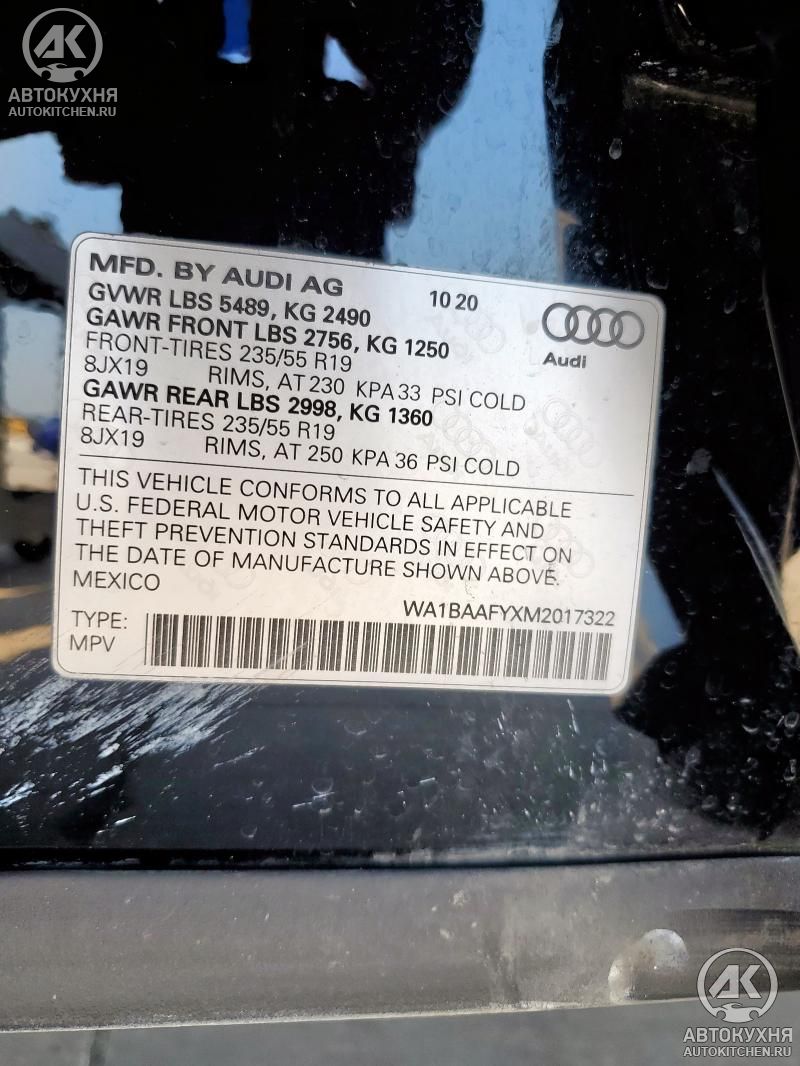 АК
АВТОКУХНЯ
AUTOKITCHEN.RU
MFD. BY AUDI AG 10 20
GVWR LBS 5489, KG 2490
GAWR FRONT LBS 2756, KG 1250
FRONT-TIRES 235/55 R19
8JX19 RIMS, AT 230 KPA 33 PSI COLD
GAWR REAR LBS 2998, KG 1360
REAR-TIRES 235/55 R19
8JX19 RIMS, AT 250 KPA 36 PSI COLD
Audi
THIS VEHICLE CONFORMS TO ALL APPLICABLE
U.S. FEDERAL MOTOR VEHICLE SAFETY AND
THEFT PREVENTION STANDARDS IN EFFECT ON
THE DATE OF MANUFACTURE SHOWN ABOVE.
MEXICO
WA1BAAFYXM2017322
TYPE:
MPV
АК
АВТОКУХНЯ
AUTOKITCHEN.RU